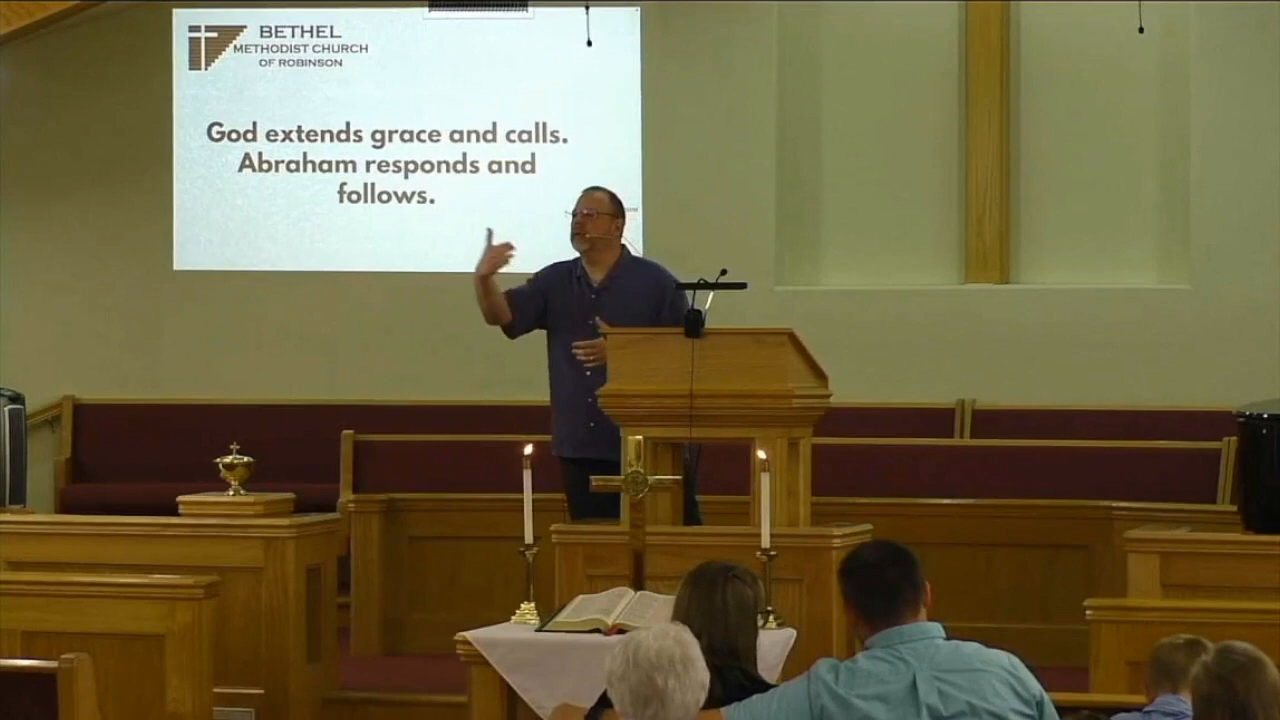 BETHEL
METHODIST CHURCH
OF ROBINSON
God extends grace and calls.
Abraham responds and
follows.